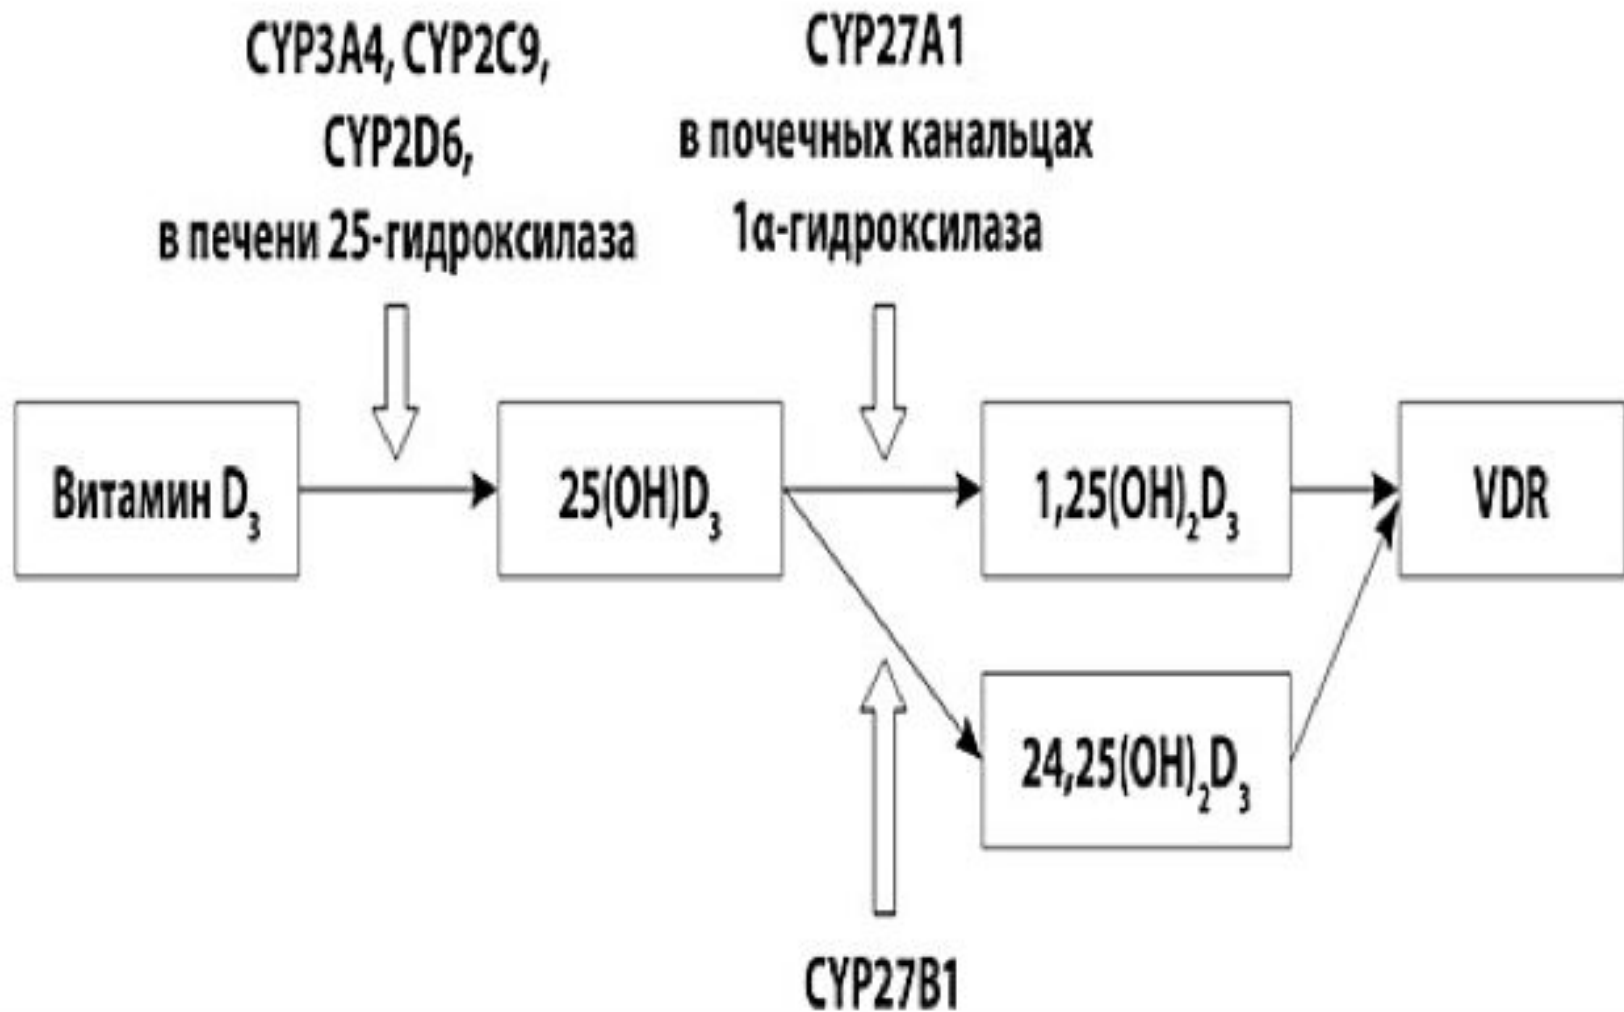 CYP3A4, CYP2C9,
CYP2D6,
в печени 25-гидроксилаза
CYP27A1
в почечных канальцах
1α-гидроксилаза
Витамин D₃
25(OH)D₃
1,25(OH)₂D₃
VDR
24,25(OH)₂D₃
CYP27B1